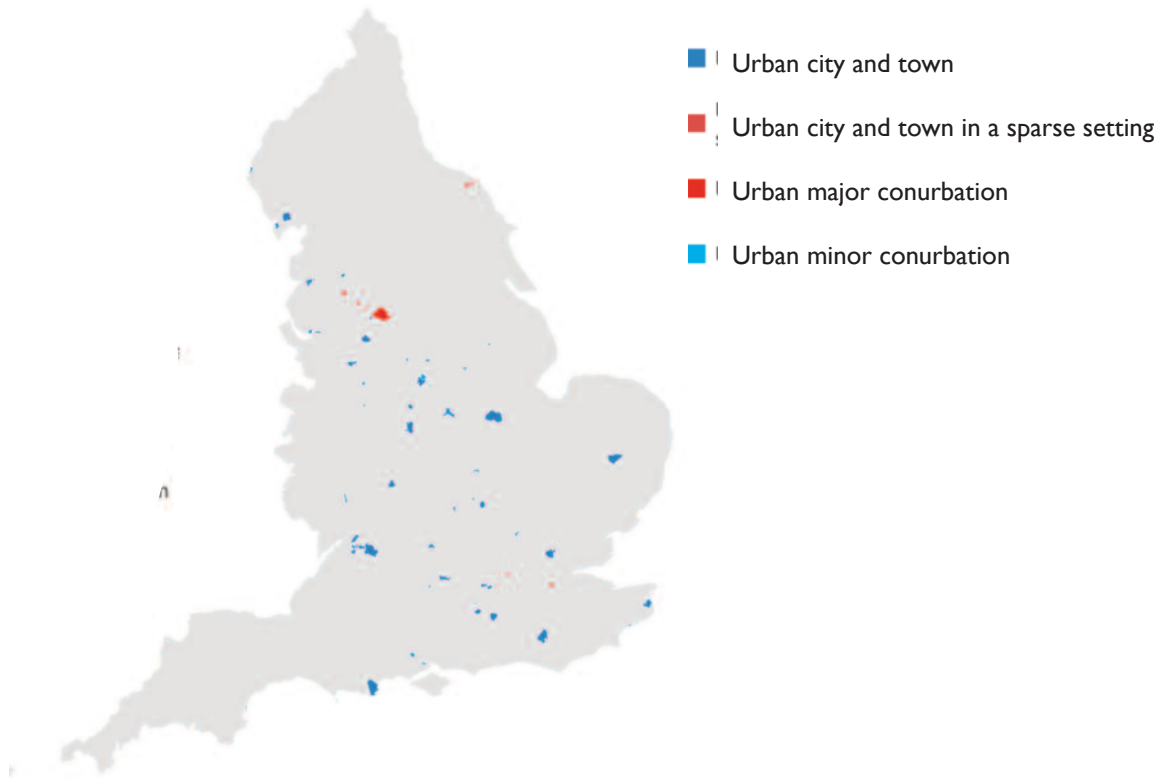 Urban city and town
Urban city and town in a sparse setting
Urban major conurbation
Urban minor conurbation